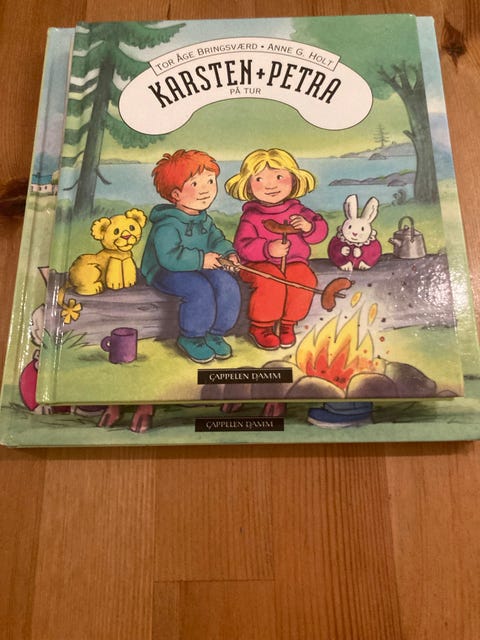 TOR ÅGE BRINGSVÆRD • ANNE G. HOLT
KARSTEN + PETRA
PÅ TUR
CAPPELEN DAMM
CAPPELEN DAMM